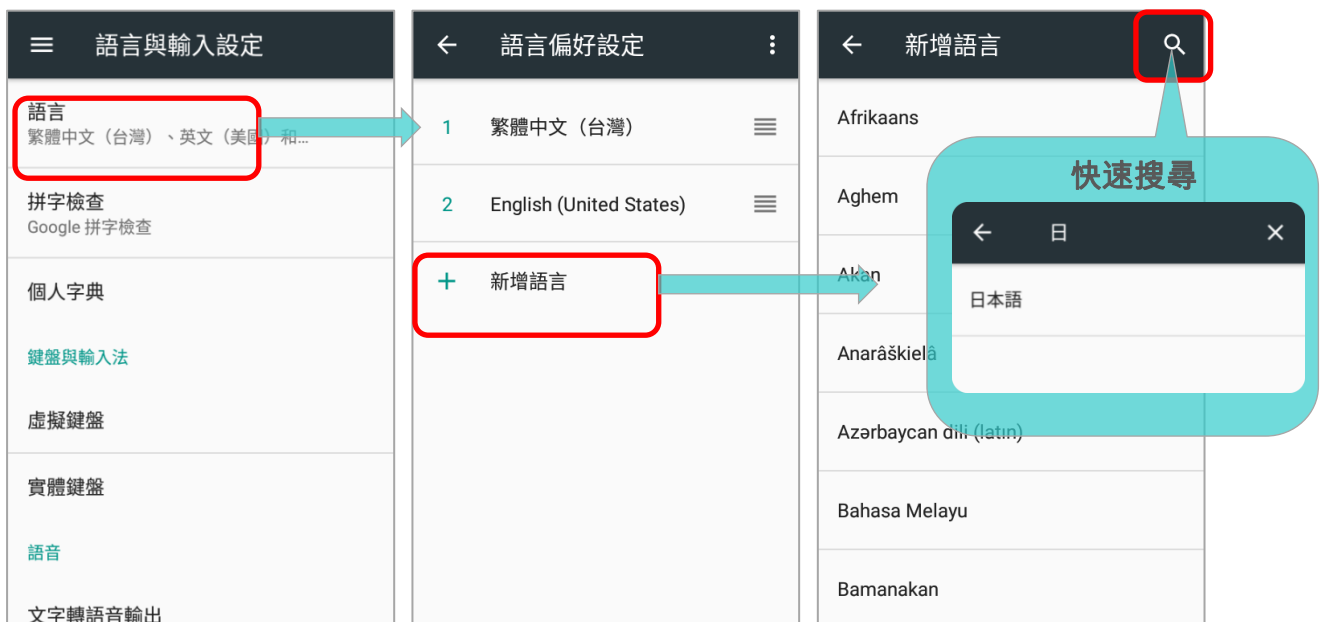 語言與輸入設定
語言
繁體中文（台灣）、英文（美國）和...
拼字檢查
Google 拼字檢查
個人字典
鍵盤與輸入法
虛擬鍵盤
實體鍵盤
語音
文字轉語音輸出
語言偏好設定
1 繁體中文（台灣）
2 English (United States)
+ 新增語言
新增語言
Afrikaans
Aghem
Akan
Anarâškielâ
Azərbaycan dili (latın)
Bahasa Melayu
Bamanakan
快速搜尋
日
日本語